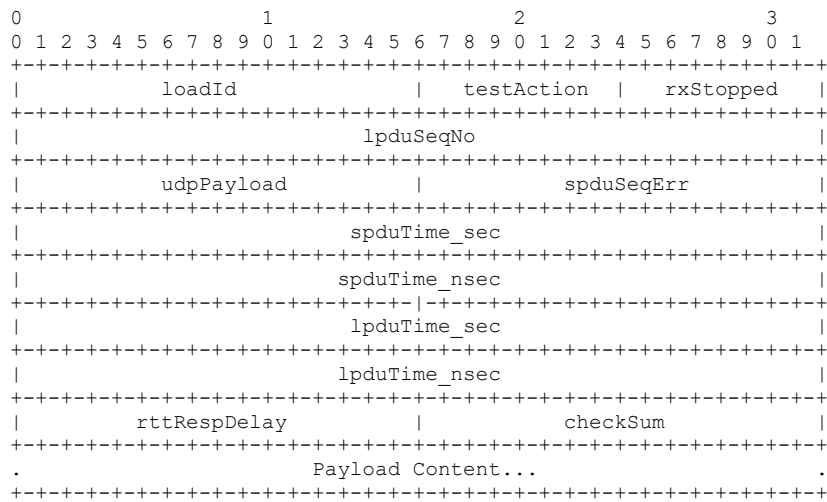 0                   1                   2                   3
0 1 2 3 4 5 6 7 8 9 0 1 2 3 4 5 6 7 8 9 0 1 2 3 4 5 6 7 8 9 0 1
+-+-+-+-+-+-+-+-+-+-+-+-+-+-+-+-+-+-+-+-+-+-+-+-+-+-+-+-+-+-+-+-+
|           loadId              |   testAction  |   rxStopped   |
+-+-+-+-+-+-+-+-+-+-+-+-+-+-+-+-+-+-+-+-+-+-+-+-+-+-+-+-+-+-+-+-+
|                           lpduSeqNo                           |
+-+-+-+-+-+-+-+-+-+-+-+-+-+-+-+-+-+-+-+-+-+-+-+-+-+-+-+-+-+-+-+-+
|           udpPayload          |           spduSeqErr          |
+-+-+-+-+-+-+-+-+-+-+-+-+-+-+-+-+-+-+-+-+-+-+-+-+-+-+-+-+-+-+-+-+
|                          spduTime_sec                         |
+-+-+-+-+-+-+-+-+-+-+-+-+-+-+-+-+-+-+-+-+-+-+-+-+-+-+-+-+-+-+-+-+
|                         spduTime_nsec                         |
+-+-+-+-+-+-+-+-+-+-+-+-+-+-+-+-|-+-+-+-+-+-+-+-+-+-+-+-+-+-+-+-+
|                          lpduTime_sec                         |
+-+-+-+-+-+-+-+-+-+-+-+-+-+-+-+-+-+-+-+-+-+-+-+-+-+-+-+-+-+-+-+-+
|                         lpduTime_nsec                         |
+-+-+-+-+-+-+-+-+-+-+-+-+-+-+-+-+-+-+-+-+-+-+-+-+-+-+-+-+-+-+-+-+
|         rttRespDelay          |           checkSum            |
+-+-+-+-+-+-+-+-+-+-+-+-+-+-+-+-+-+-+-+-+-+-+-+-+-+-+-+-+-+-+-+-+
.                       Payload Content...                      .
+-+-+-+-+-+-+-+-+-+-+-+-+-+-+-+-+-+-+-+-+-+-+-+-+-+-+-+-+-+-+-+-+